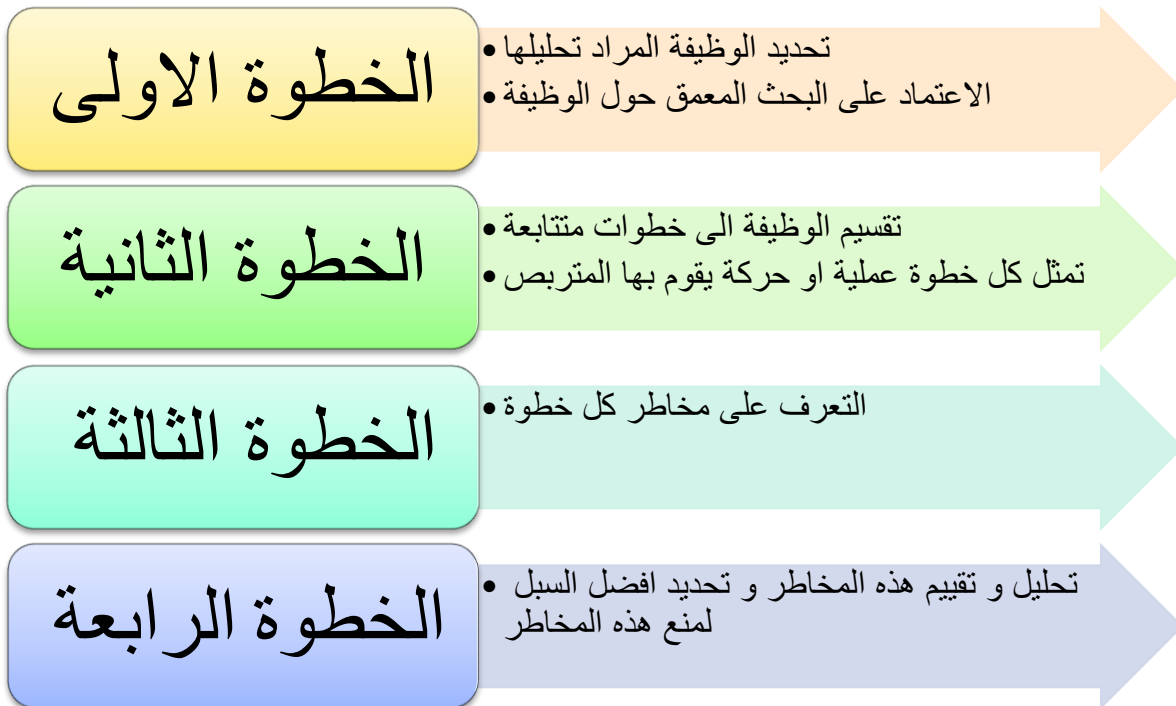 الخطوة الاولى
• تحديد الوظيفة المراد تحليلها
• الاعتماد على البحث المعمق حول الوظيفة
الخطوة الثانية
• تقسيم الوظيفة الى خطوات متتابعة
• تمثل كل خطوة عملية او حركة يقوم بها المتربص
الخطوة الثالثة
• التعرف على مخاطر كل خطوة
الخطوة الرابعة
• تحليل و تقييم هذه المخاطر و تحديد افضل السبل
لمنع هذه المخاطر